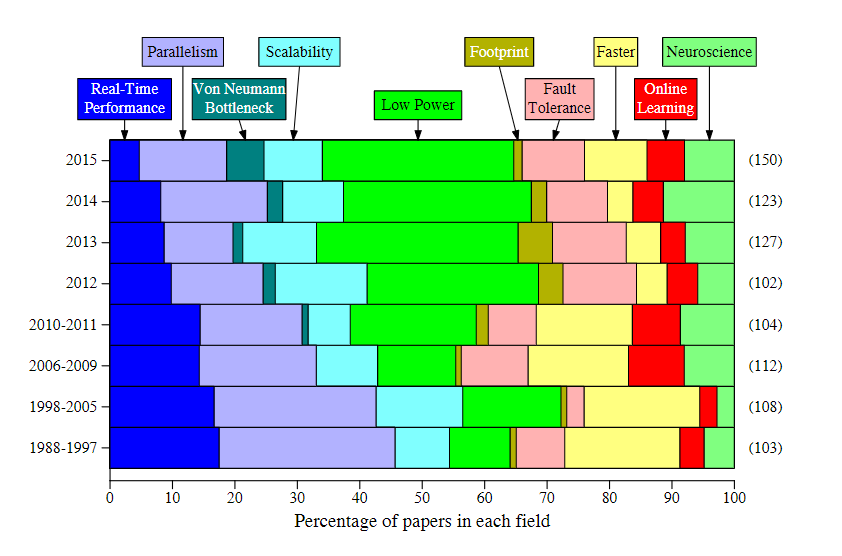 Parallelism
Scalability
Footprint
Faster
Neuroscience
Real-Time
Performance
Von Neumann
Bottleneck
Low Power
Fault
Tolerance
Online
Learning
2015 (150)
2014 (123)
2013 (127)
2012 (102)
2010-2011 (104)
2006-2009 (112)
1998-2005 (108)
1988-1997 (103)
0 10 20 30 40 50 60 70 80 90 100
Percentage of papers in each field